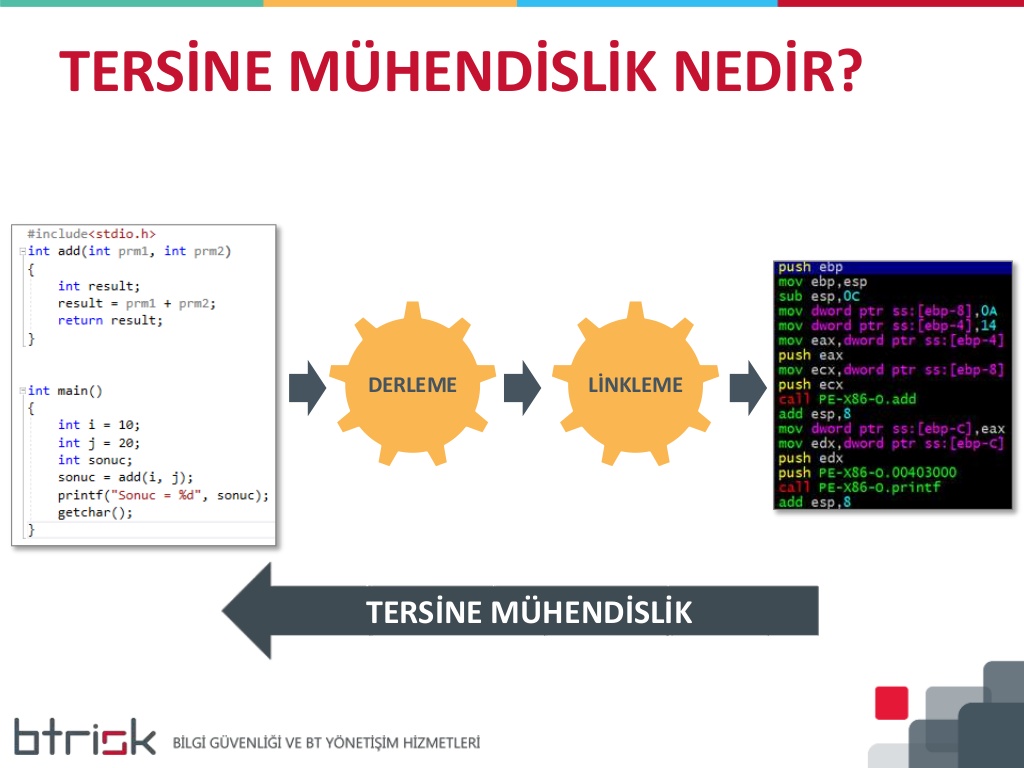 TERSİNE MÜHENDİSLİK NEDİR?
#include<stdio.h>
int add(int prm1, int prm2)
{
int result;
result = prm1 + prm2;
return result;
}
int main()
{
int i = 10;
int j = 20;
int sonuc;
sonuc = add(i, j);
printf("Sonuc = %d", sonuc);
getchar();
}
DERLEME
LİNKLEME
push ebp
mov ebp,esp
sub esp,0C
mov dword ptr ss:[ebp-8],0A
mov dword ptr ss:[ebp-4],14
mov eax,dword ptr ss:[ebp-4]
push eax
mov ecx,dword ptr ss:[ebp-8]
push ecx
call PE-X86-0.add
add esp,8
mov dword ptr ss:[ebp-C],eax
mov edx,dword ptr ss:[ebp-C]
push edx
push PE-X86-0.00403000
call PE-X86-0.printf
add esp,8
TERSİNE MÜHENDİSLİK
btrisk BİLGİ GÜVENLİĞİ VE BT YÖNETİŞİM HİZMETLERİ